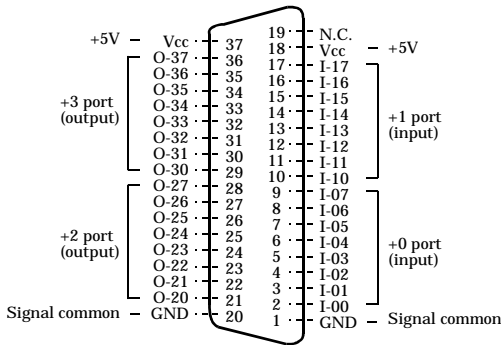 19 N.C.
+5V Vcc 37 18 Vcc +5V
O-37 36 17 I-17
O-36 35 16 I-16
O-35 34 15 I-15
O-34 33 14 I-14
+3 port
(output)
O-33 32 13 I-13
+1 port
(input)
O-32 31 12 I-12
O-31 30 11 I-11
O-30 29 10 I-10
O-27 28 9 I-07
O-26 27 8 I-06
O-25 26 7 I-05
O-24 25 6 I-04
+2 port
(output)
O-23 24 5 I-03
+0 port
(input)
O-22 23 4 I-02
O-21 22 3 I-01
O-20 21 2 I-00
Signal common GND 20 1 GND Signal common